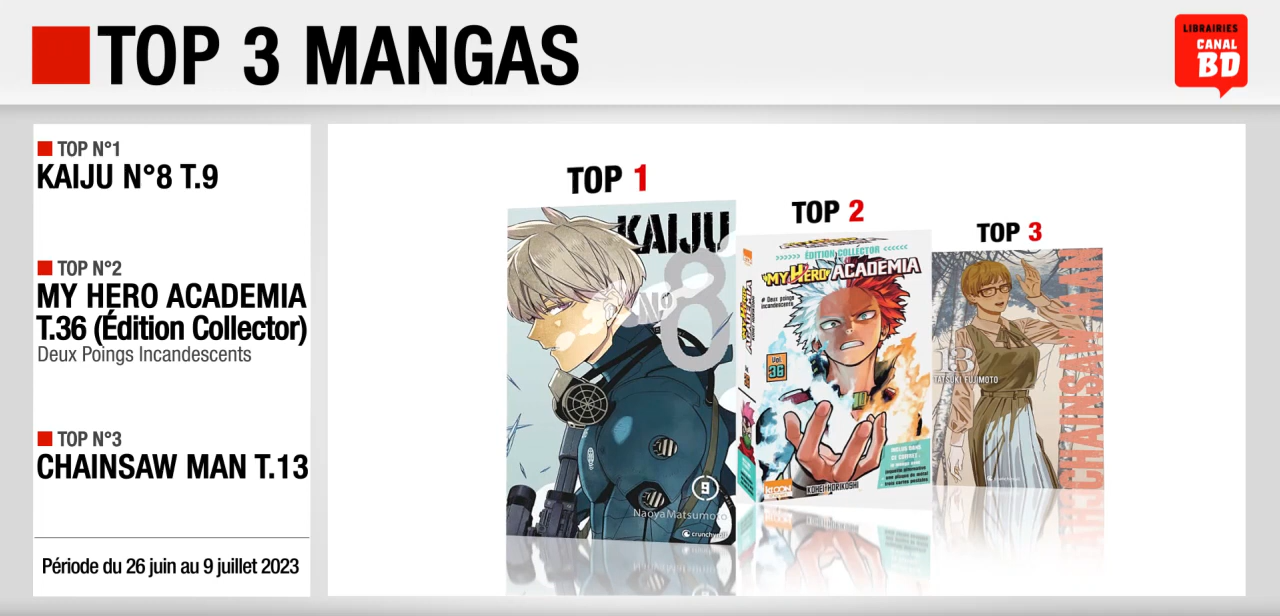 TOP 3 MANGAS
LIBRAIRIES
CANAL
BD
TOP N°1
KAIJU N°8 T.9
TOP N°2
MY HERO ACADEMIA
T.36 (Édition Collector)
Deux Poings Incandescents
TOP N°3
CHAINSAW MAN T.13
Période du 26 juin au 9 juillet 2023
TOP 1
KAIJU
N°8
9
NaoyaMatsumoto
crunchyroll
TOP 2
>>>>>> ÉDITION COLLECTOR <<<<<<
MY HERO ACADEMIA
# Deux poings
incandescents
Vol.
36
KOHEI HORIKOSHI
TOP 3
13
TATSUKI FUJIMOTO
CHAINSAW MAN